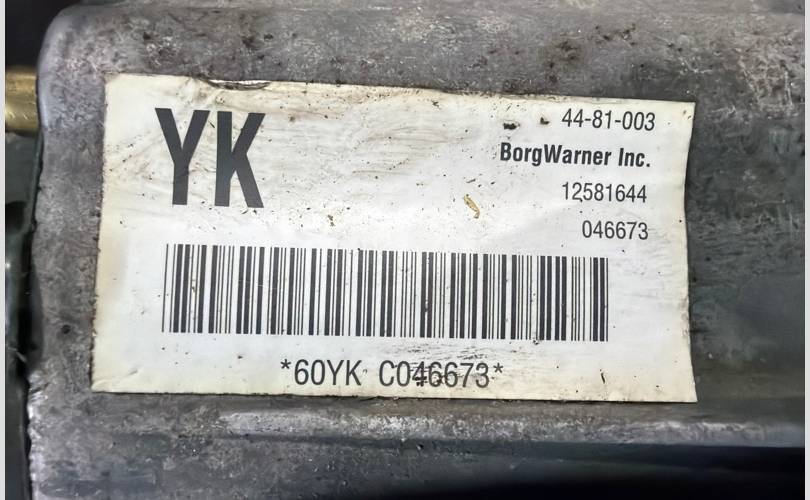 YK
44-81-003
BorgWarner Inc.
12581644
046673
*60YK C046673*